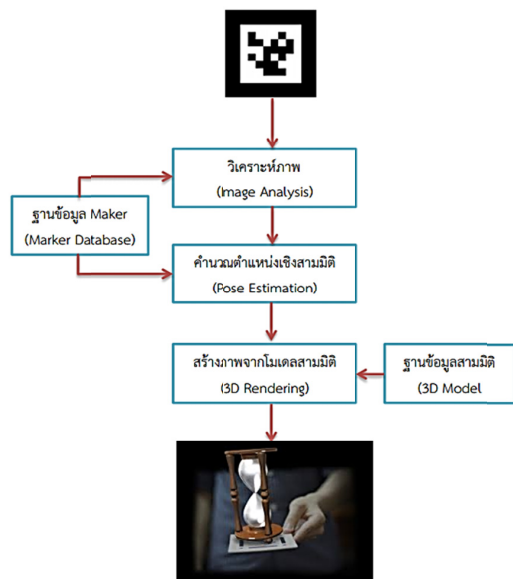 วิเคราะห์ภาพ
(Image Analysis)
ฐานข้อมูล Maker
(Marker Database)
คำนวณตำแหน่งเชิงสามมิติ
(Pose Estimation)
สร้างภาพจากโมเดลสามมิติ
(3D Rendering)
ฐานข้อมูลสามมิติ
(3D Model